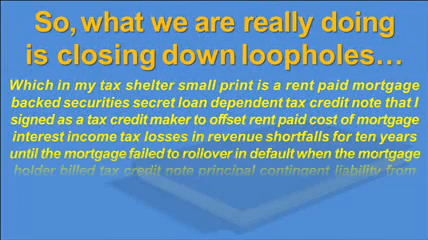 So, what we are really doing
is closing down loopholes...
Which in my tax shelter small print is a rent paid mortgage
backed securities secret loan dependent tax credit note that I
signed as a tax credit maker to offset rent paid cost of mortgage
interest income tax losses in revenue shortfalls for ten years
until the mortgage failed to rollover in default when the mortgage
holder billed tax credit note principal contingent liability from